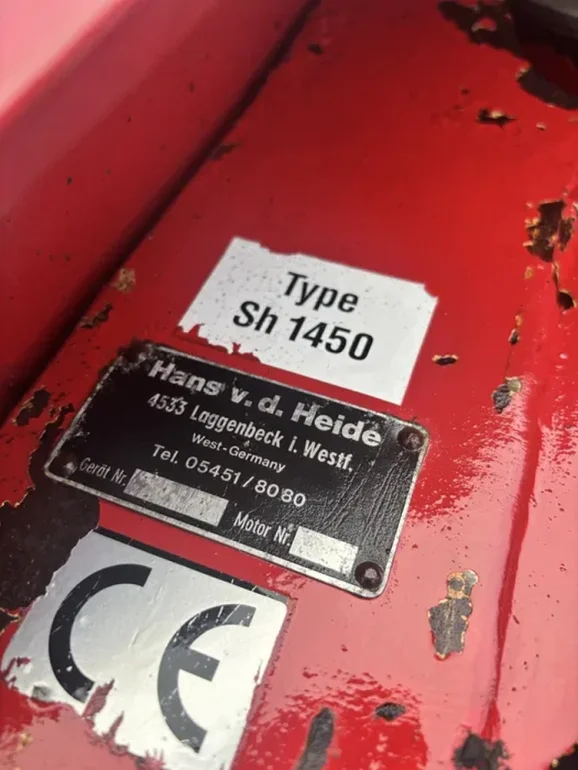 Type
Sh 1450
Hans v. d. Heide
4533 Laggenbeck i. Westf.
West-Germany
Tel. 05451/8080
Gerät Nr.
Motor Nr.
CE